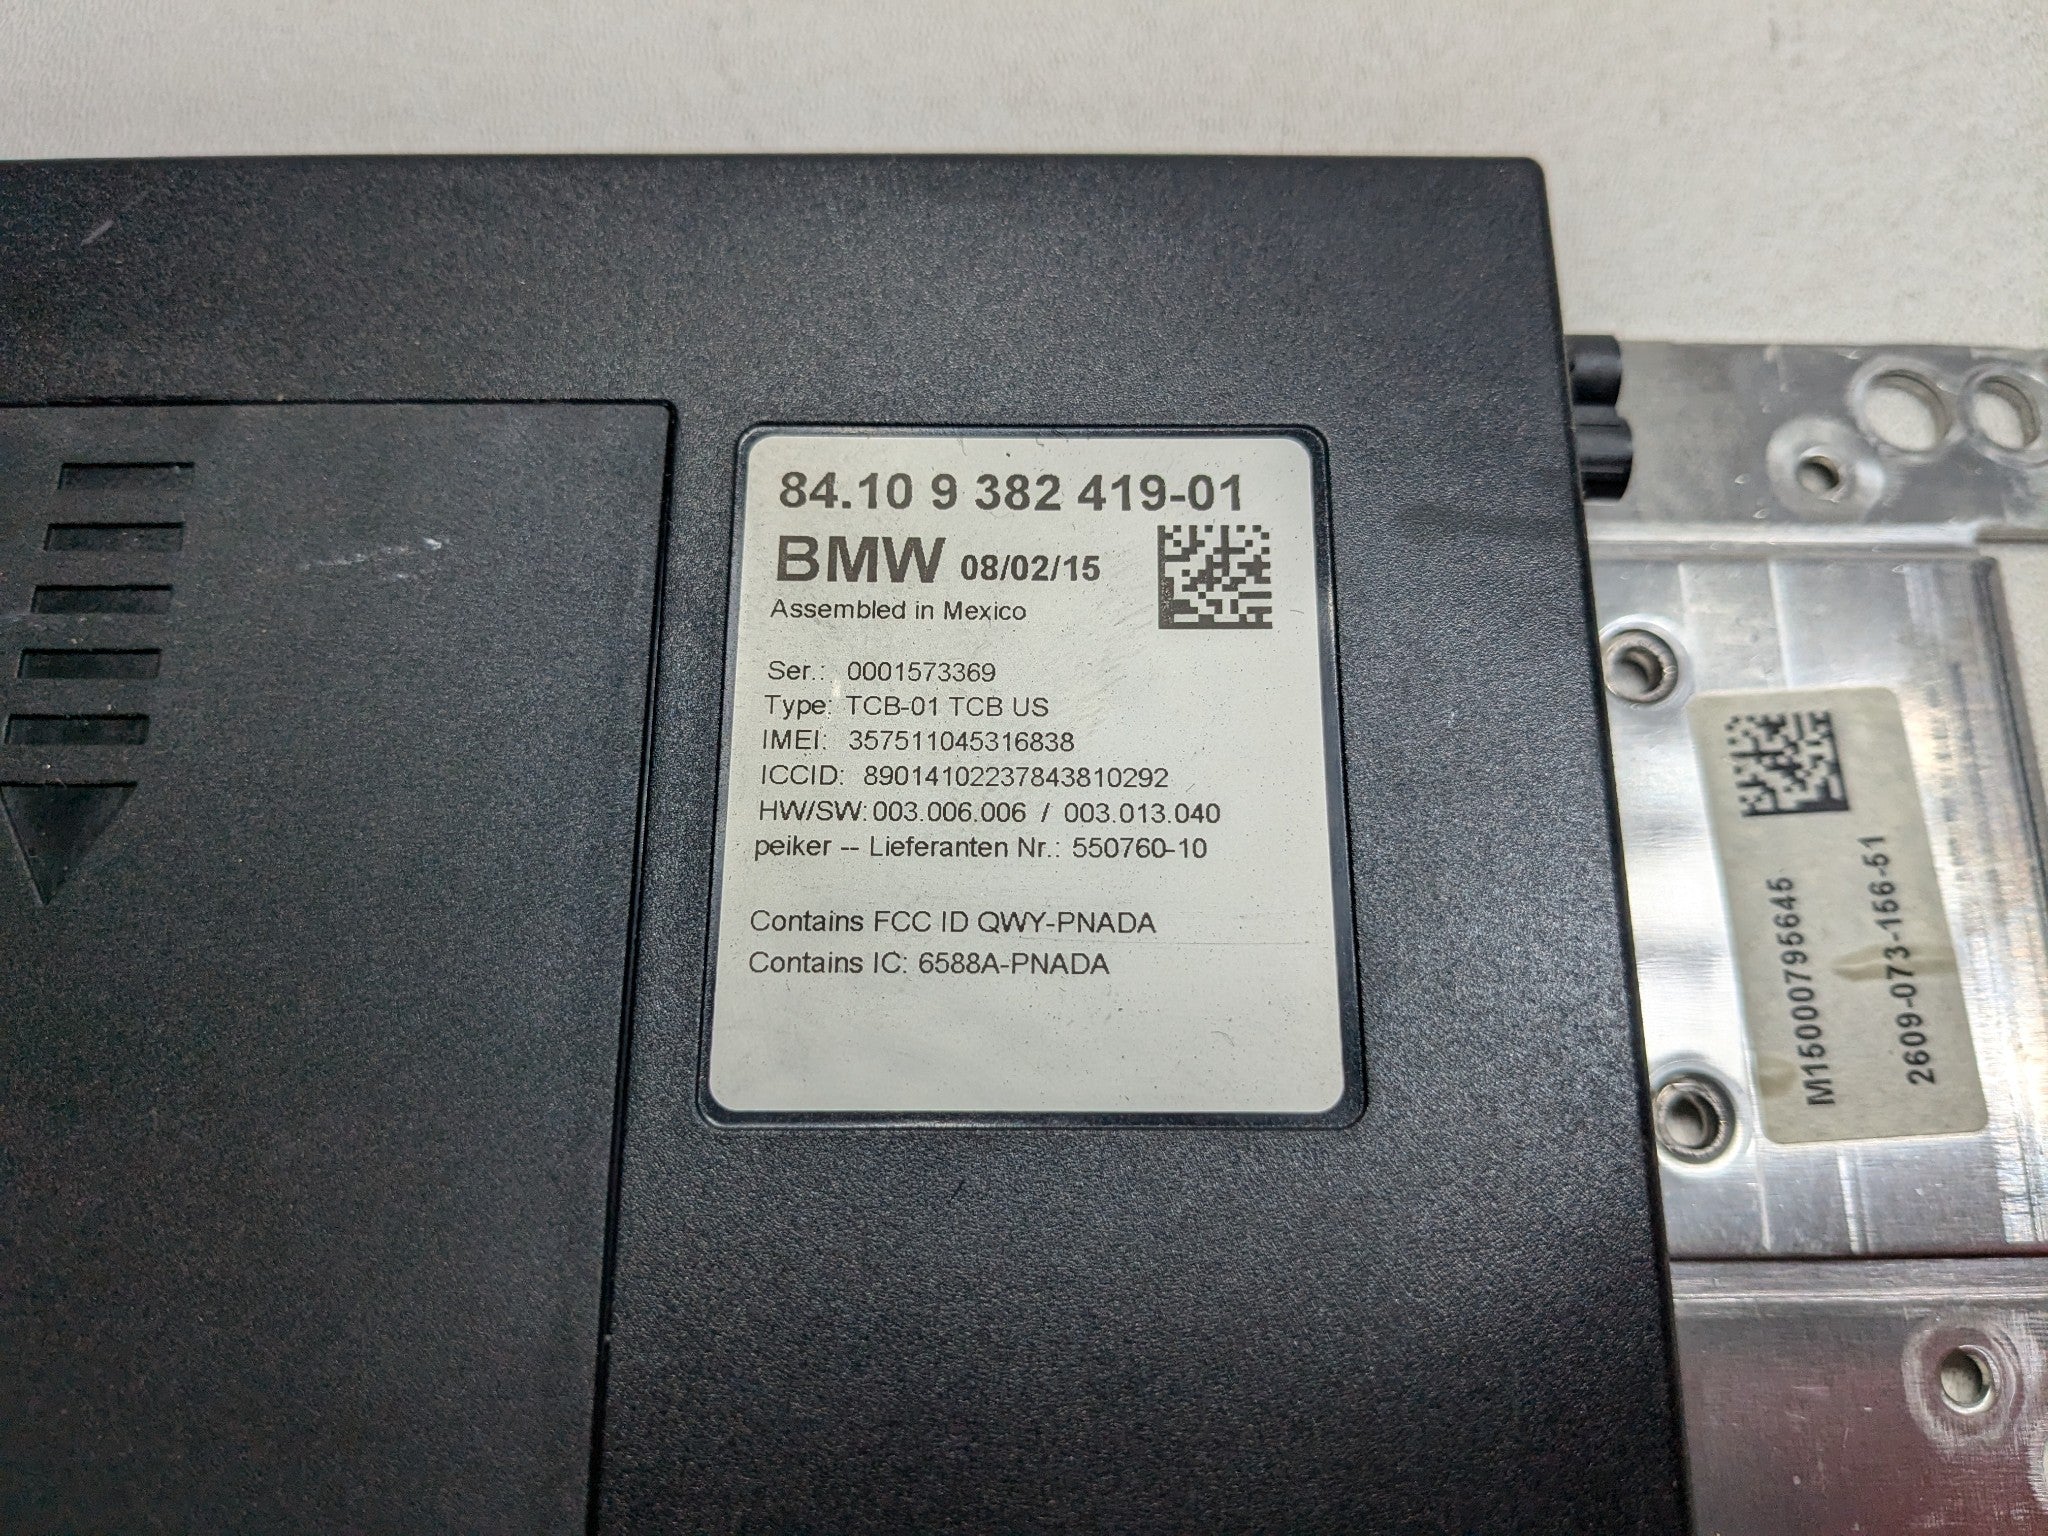 84.10 9 382 419-01
BMW 08/02/15
Assembled in Mexico
Ser.: 0001573369
Type: TCB-01 TCB US
IMEI: 357511045316838
ICCID: 89014102237843810292
HW/SW: 003.006.006 / 003.013.040
peiker -- Lieferanten Nr.: 550760-10
Contains FCC ID QWY-PNADA
Contains IC: 6588A-PNADA
M15000795645
2609-073-156-51